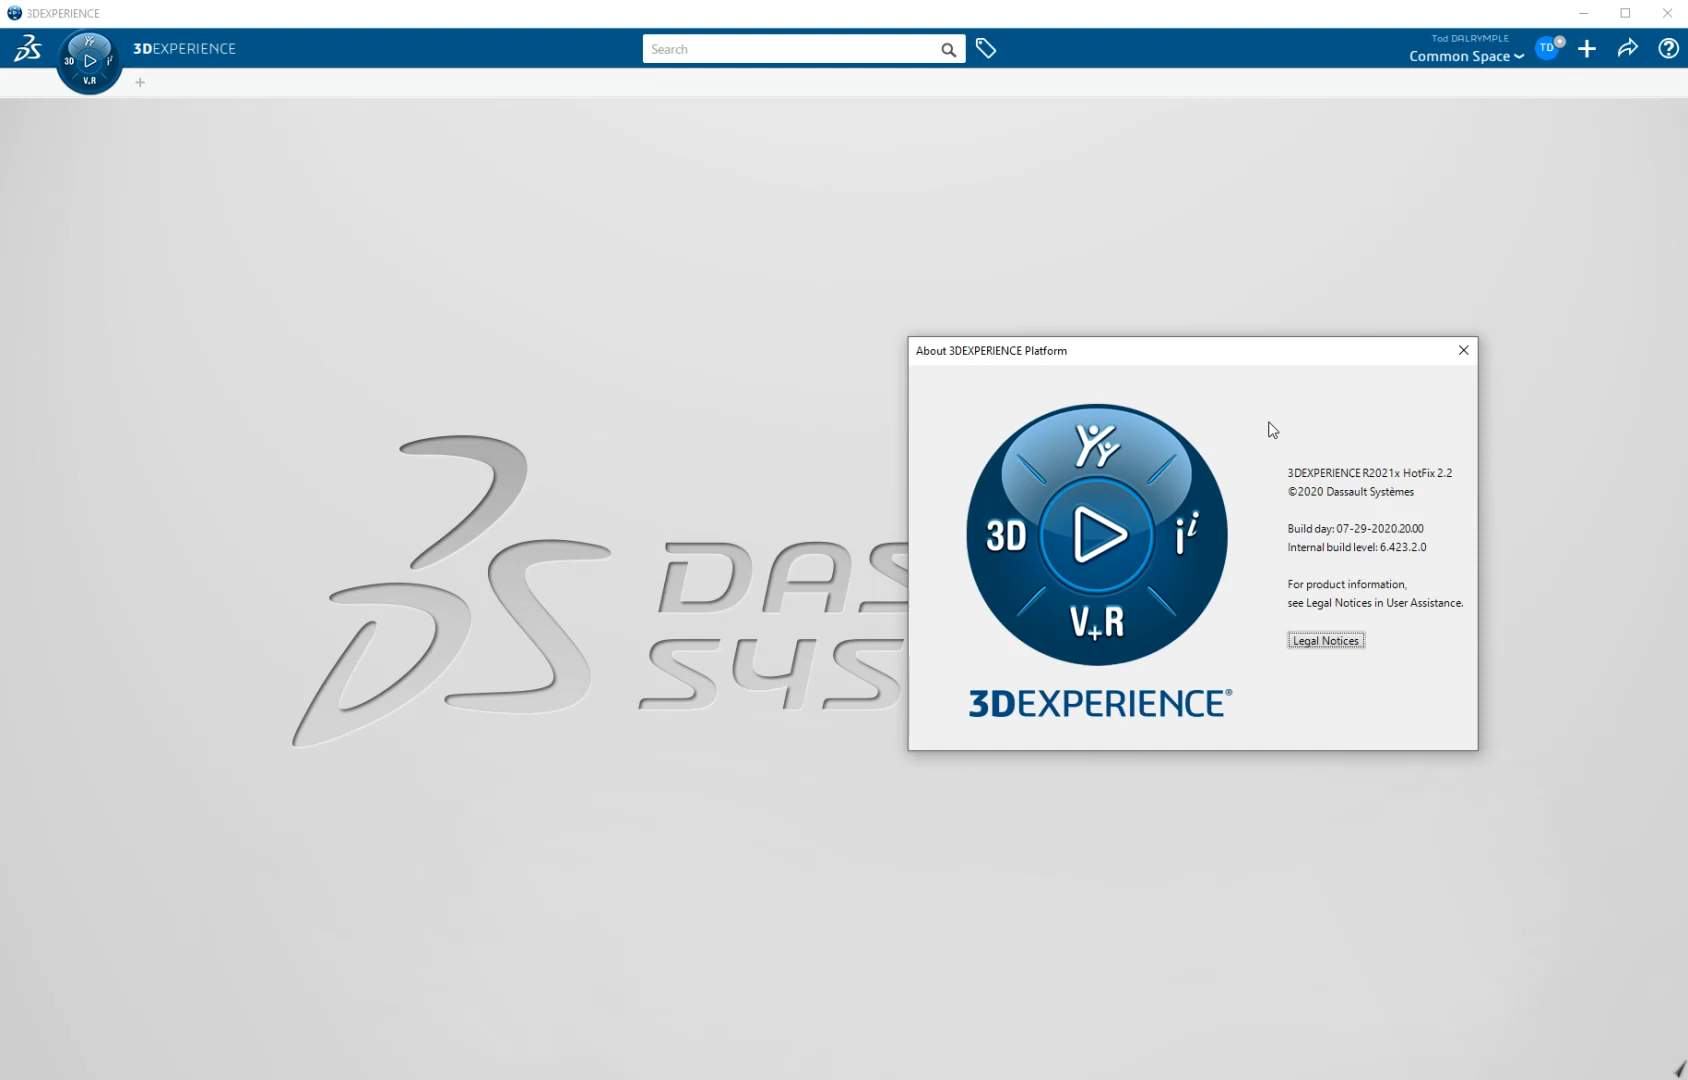 3DEXPERIENCE
3DEXPERIENCE
3D
i i
V.R
Search
Tod DALRYMPLE
Common Space
TD
About 3DEXPERIENCE Platform
3D
i i
V+R
3DEXPERIENCE®
3DEXPERIENCE R2021x HotFix 2.2
©2020 Dassault Systèmes
Build day: 07-29-2020.20.00
Internal build level: 6.423.2.0
For product information,
see Legal Notices in User Assistance.
Legal Notices
DAS
SYS